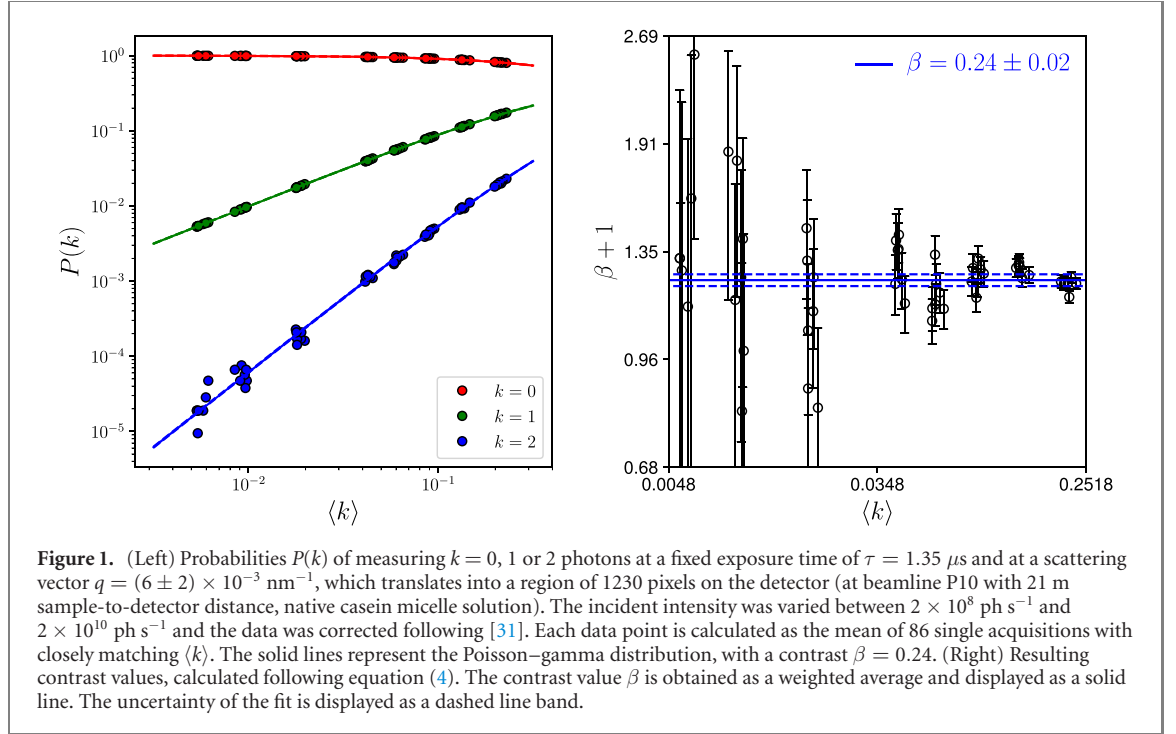 10⁰
10⁻¹
10⁻²
10⁻³
10⁻⁴
10⁻⁵
P(k)
k = 0
k = 1
k = 2
10⁻² 10⁻¹
⟨k⟩
2.69
1.91
1.35
0.96
0.68
β + 1
β = 0.24 ± 0.02
0.0048 0.0348 0.2518
⟨k⟩
Figure 1. (Left) Probabilities P(k) of measuring k = 0, 1 or 2 photons at a fixed exposure time of τ = 1.35 μs and at a scattering
vector q = (6 ± 2) × 10⁻³ nm⁻¹, which translates into a region of 1230 pixels on the detector (at beamline P10 with 21 m
sample-to-detector distance, native casein micelle solution). The incident intensity was varied between 2 × 10⁸ ph s⁻¹ and
2 × 10¹⁰ ph s⁻¹ and the data was corrected following [31]. Each data point is calculated as the mean of 86 single acquisitions with
closely matching ⟨k⟩. The solid lines represent the Poisson–gamma distribution, with a contrast β = 0.24. (Right) Resulting
contrast values, calculated following equation (4). The contrast value β is obtained as a weighted average and displayed as a solid
line. The uncertainty of the fit is displayed as a dashed line band.